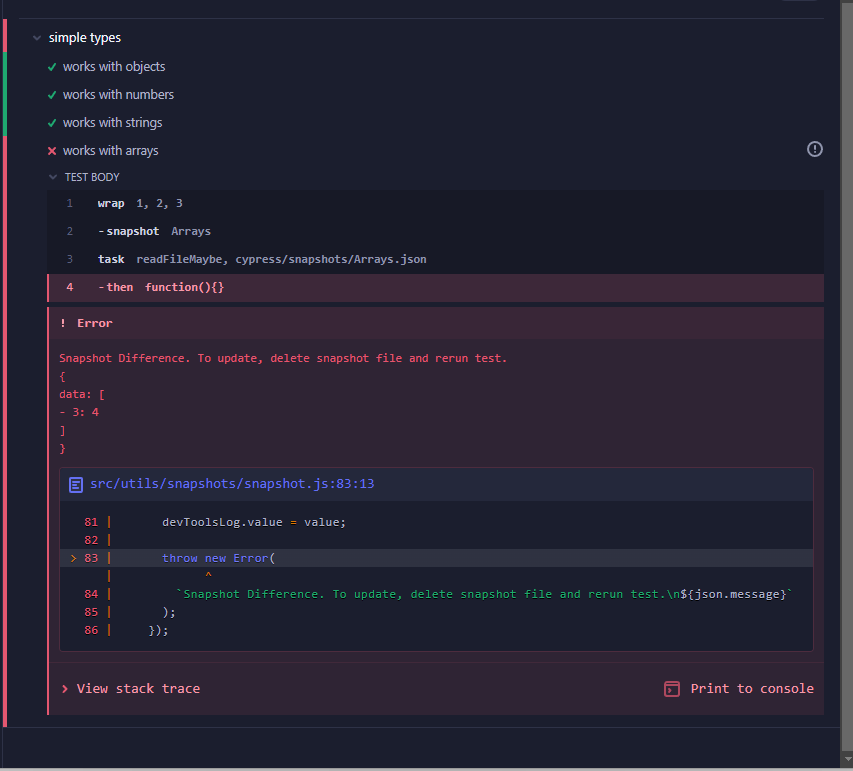 simple types
works with objects
works with numbers
works with strings
works with arrays
TEST BODY
1 wrap 1, 2, 3
2 -snapshot Arrays
3 task readFileMaybe, cypress/snapshots/Arrays.json
4 -then function(){}
! Error
Snapshot Difference. To update, delete snapshot file and rerun test.
{
data: [
- 3: 4
]
}
src/utils/snapshots/snapshot.js:83:13
81 | devToolsLog.value = value;
82 |
> 83 | throw new Error(
| ^
84 | `Snapshot Difference. To update, delete snapshot file and rerun test.\n${json.message}`
85 | );
86 | });
> View stack trace
Print to console